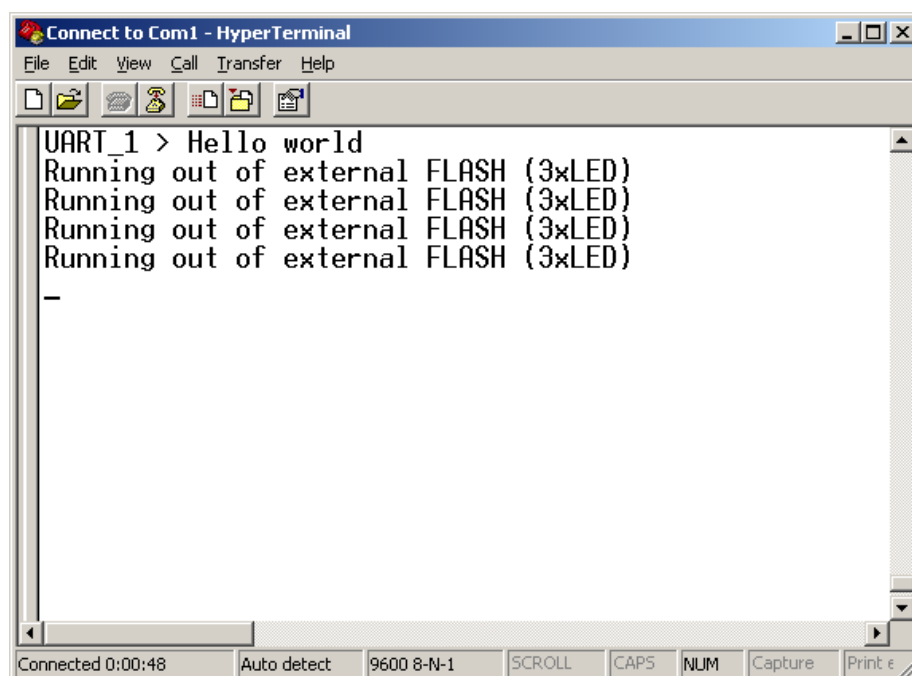 Connect to Com1 - HyperTerminal
File Edit View Call Transfer Help
UART_1 > Hello world
Running out of external FLASH (3xLED)
Running out of external FLASH (3xLED)
Running out of external FLASH (3xLED)
Running out of external FLASH (3xLED)
_
Connected 0:00:48 Auto detect 9600 8-N-1 SCROLL CAPS NUM Capture Print e